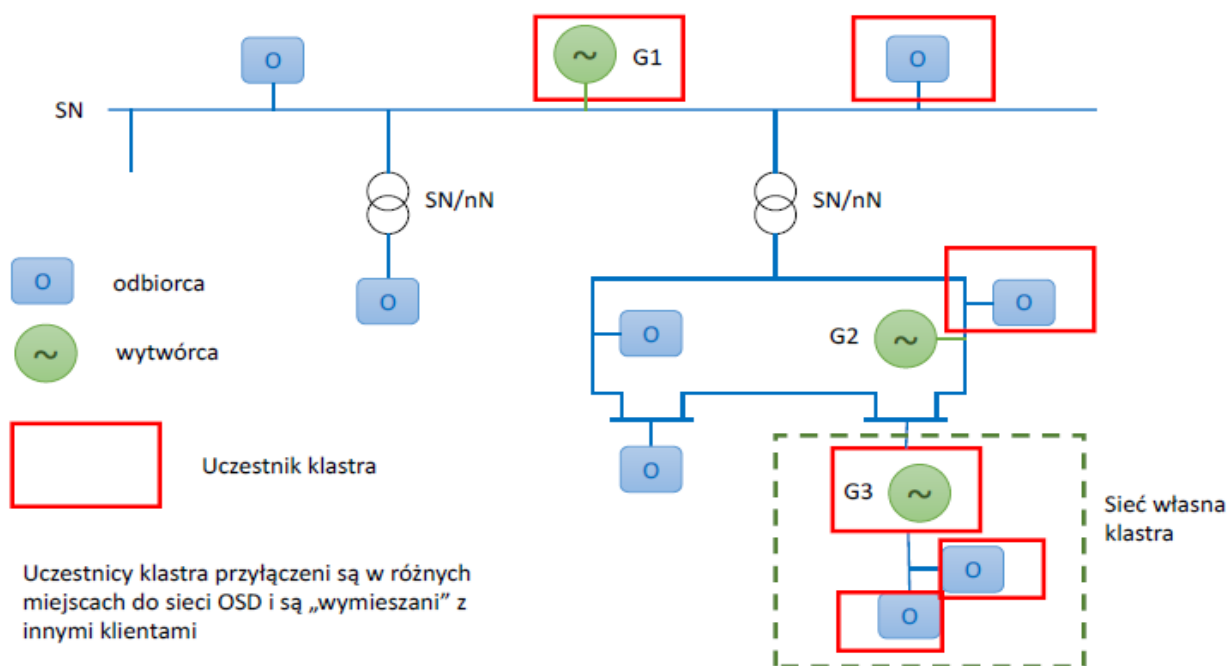 O
G1
O
SN
SN/nN
SN/nN
O
odbiorca
O
O
O
G2
wytwórca
O
Uczestnik klastra
G3
Sieć własna
klastra
O
O
Uczestnicy klastra przyłączeni są w różnych
miejscach do sieci OSD i są „wymieszani” z
innymi klientami